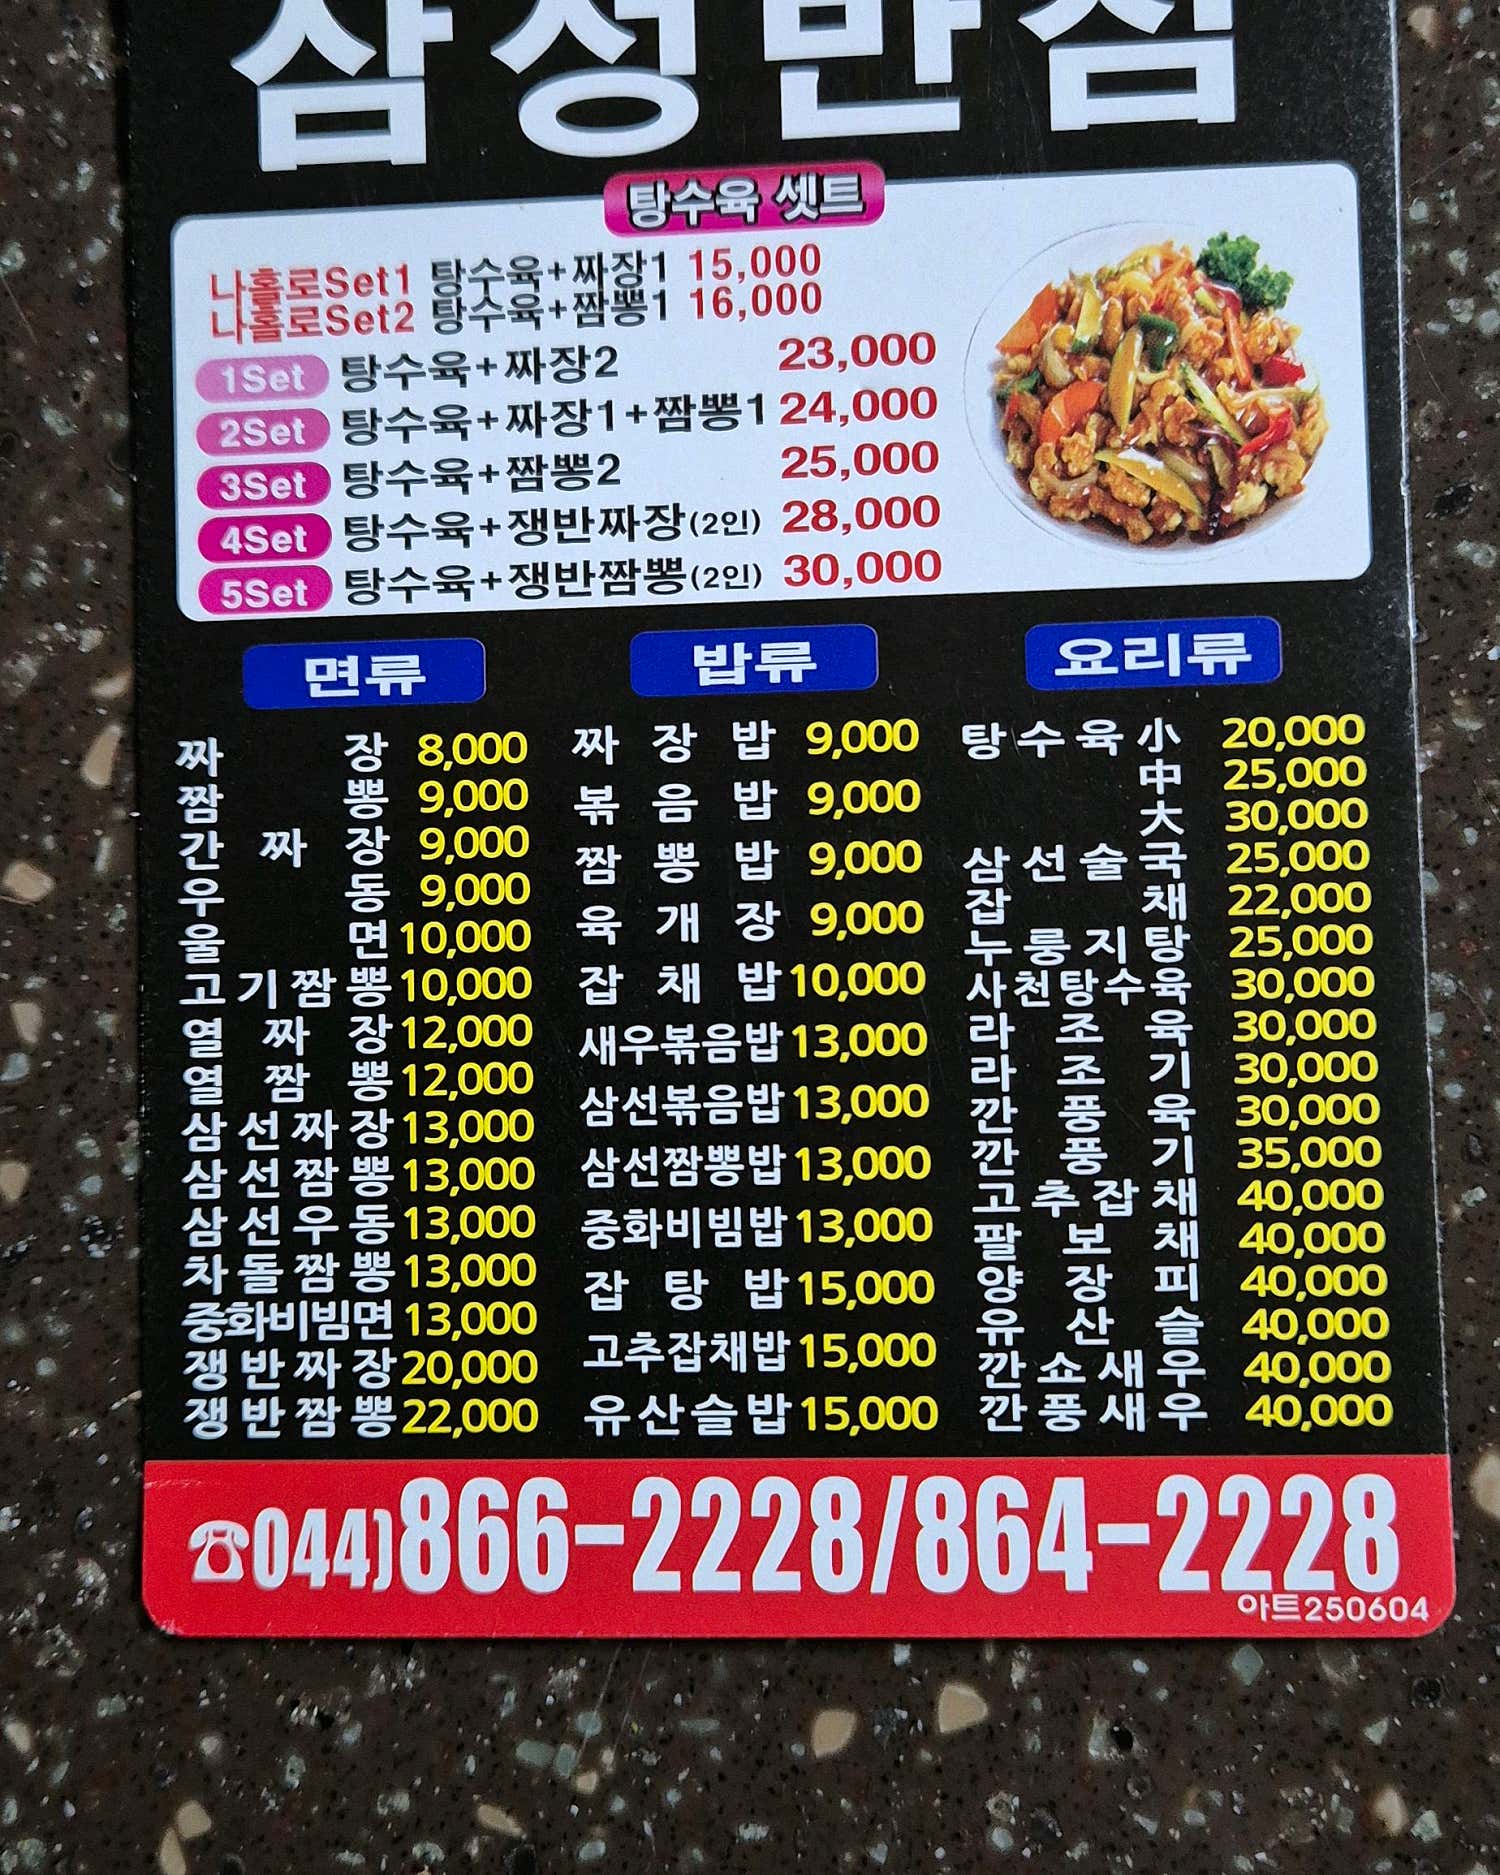 삼성반점
탕수육 셋트
나홀로Set1 탕수육+짜장1 15,000
나홀로Set2 탕수육+짬뽕1 16,000
1Set 탕수육+짜장2 23,000
2Set 탕수육+짜장1+짬뽕1 24,000
3Set 탕수육+짬뽕2 25,000
4Set 탕수육+쟁반짜장(2인) 28,000
5Set 탕수육+쟁반짬뽕(2인) 30,000
면류
짜장 8,000
짬뽕 9,000
간짜장 9,000
우동 9,000
울면 10,000
고기짬뽕 10,000
열짜장 12,000
열짬뽕 12,000
삼선짜장 13,000
삼선짬뽕 13,000
삼선우동 13,000
차돌짬뽕 13,000
중화비빔면 13,000
쟁반짜장 20,000
쟁반짬뽕 22,000
밥류
짜장밥 9,000
볶음밥 9,000
짬뽕밥 9,000
육개장 9,000
잡채밥 10,000
새우볶음밥 13,000
삼선볶음밥 13,000
삼선짬뽕밥 13,000
중화비빔밥 13,000
잡탕밥 15,000
고추잡채밥 15,000
유산슬밥 15,000
요리류
탕수육 小 20,000
中 25,000
大 30,000
삼선술국 25,000
잡채 22,000
누룽지탕 25,000
사천탕수육 30,000
라조육 30,000
라조기 30,000
깐풍육 30,000
깐풍기 35,000
고추잡채 40,000
팔보채 40,000
양장피 40,000
유산슬 40,000
깐쇼새우 40,000
깐풍새우 40,000
☎044)866-2228/864-2228
아트250604